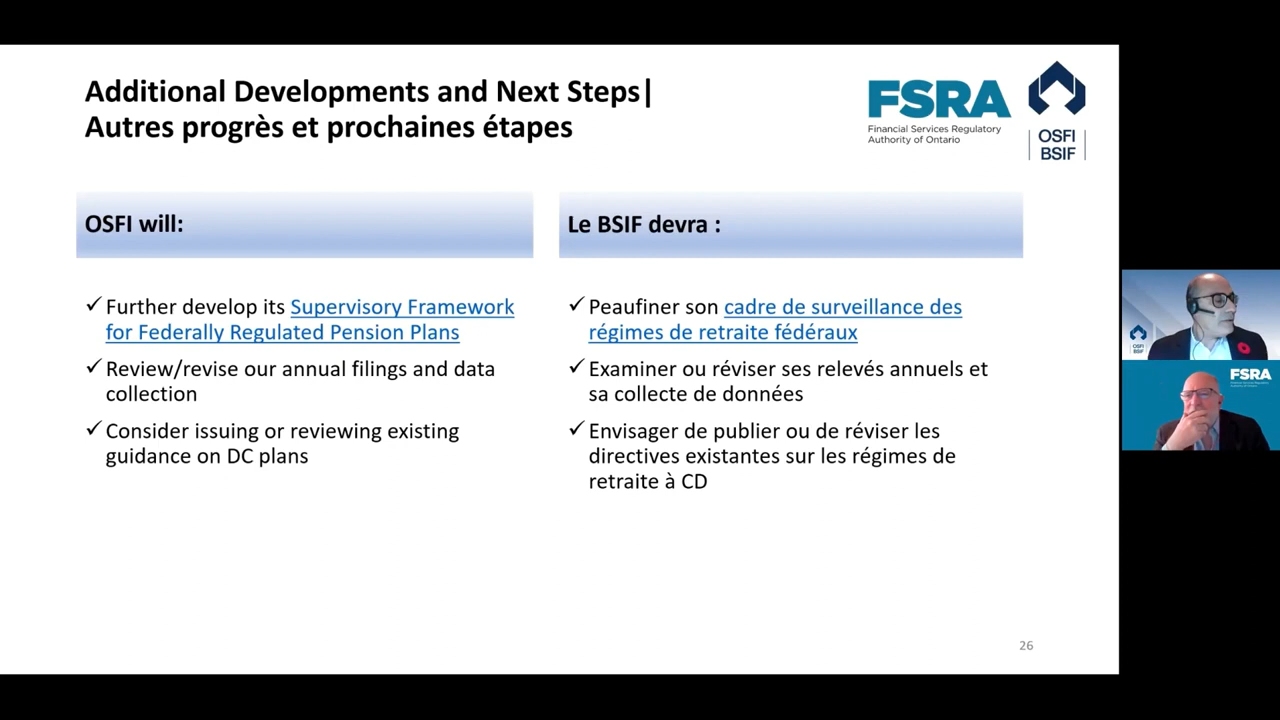 Additional Developments and Next Steps|
Autres progrès et prochaines étapes
FSRA
Financial Services Regulatory
Authority of Ontario
OSFI
BSIF
OSFI will:
✓ Further develop its Supervisory Framework
for Federally Regulated Pension Plans
✓ Review/revise our annual filings and data
collection
✓ Consider issuing or reviewing existing
guidance on DC plans
Le BSIF devra :
✓ Peaufiner son cadre de surveillance des
régimes de retraite fédéraux
✓ Examiner ou réviser ses relevés annuels et
sa collecte de données
✓ Envisager de publier ou de réviser les
directives existantes sur les régimes de
retraite à CD
26
OSFI
BSIF
FSRA